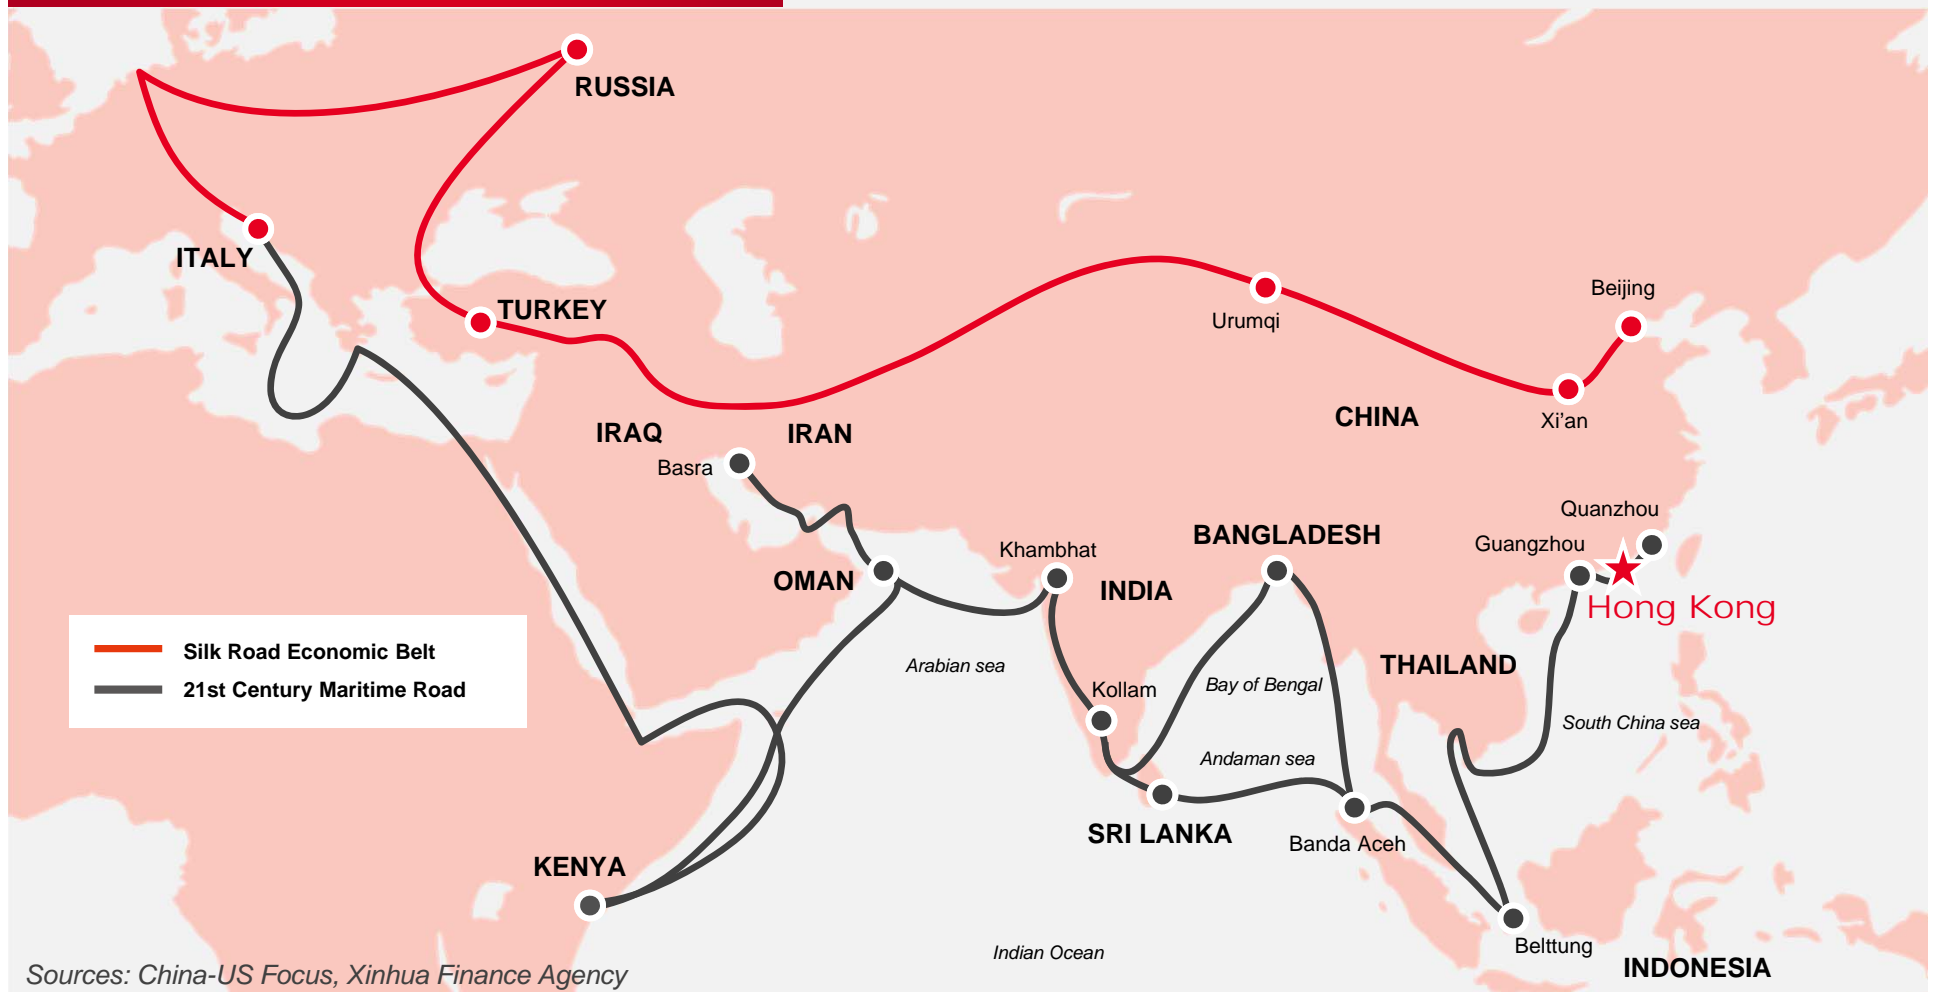 RUSSIA
ITALY
TURKEY
Urumqi
Beijing
Xi'an
CHINA
IRAQ
IRAN
Basra
Quanzhou
Guangzhou
Hong Kong
BANGLADESH
Khambhat
INDIA
OMAN
Silk Road Economic Belt
21st Century Maritime Road
Arabian sea
Kollam
Bay of Bengal
THAILAND
South China sea
Andaman sea
SRI LANKA
Banda Aceh
KENYA
Belttung
Indian Ocean
INDONESIA
Sources: China-US Focus, Xinhua Finance Agency